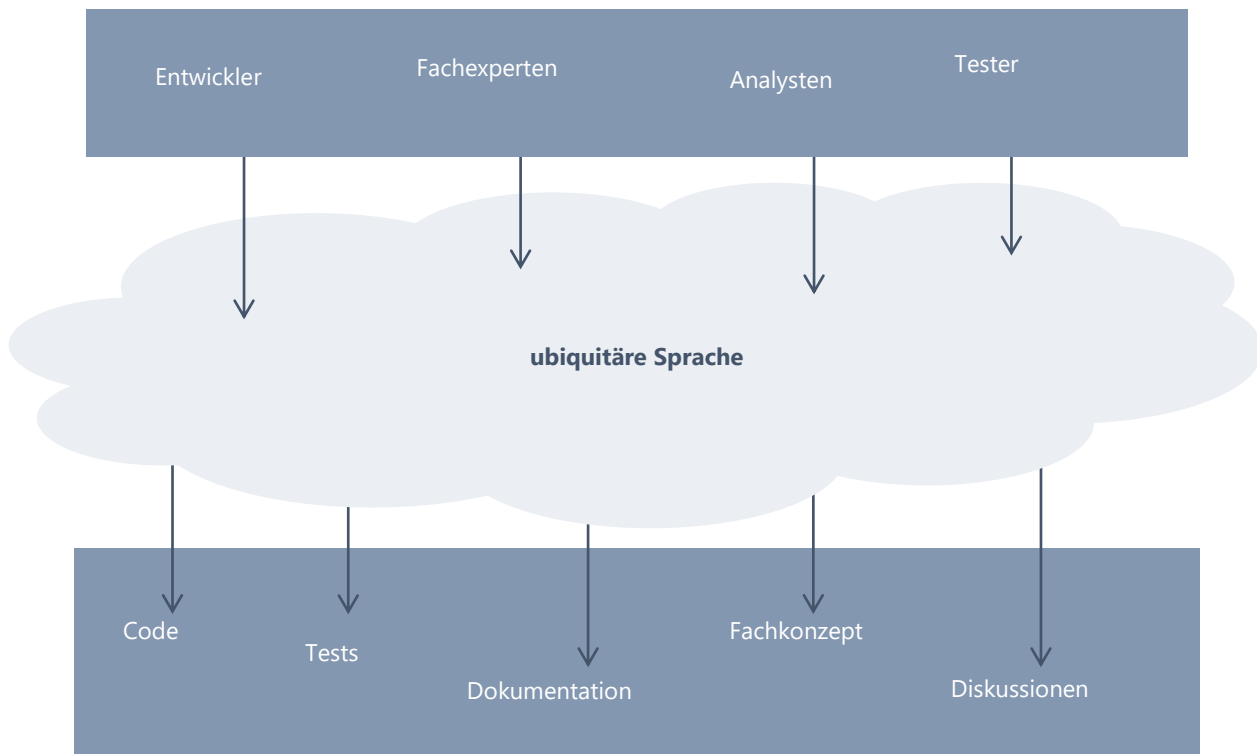 Entwickler
Fachexperten
Analysten
Tester
ubiquitäre Sprache
Code
Tests
Dokumentation
Fachkonzept
Diskussionen